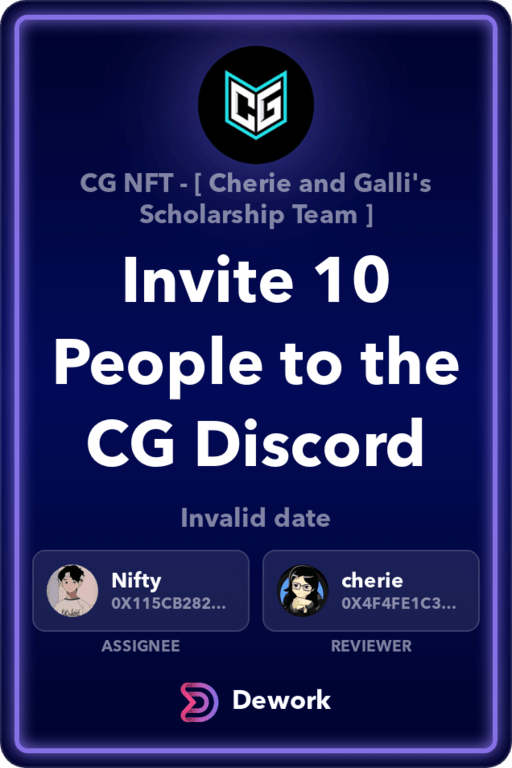 CG
CG NFT - [ Cherie and Galli's
Scholarship Team ]
Invite 10
People to the
CG Discord
Invalid date
Nifty
0X115CB282...
cherie
0X4F4FE1C3...
ASSIGNEE
REVIEWER
Dework